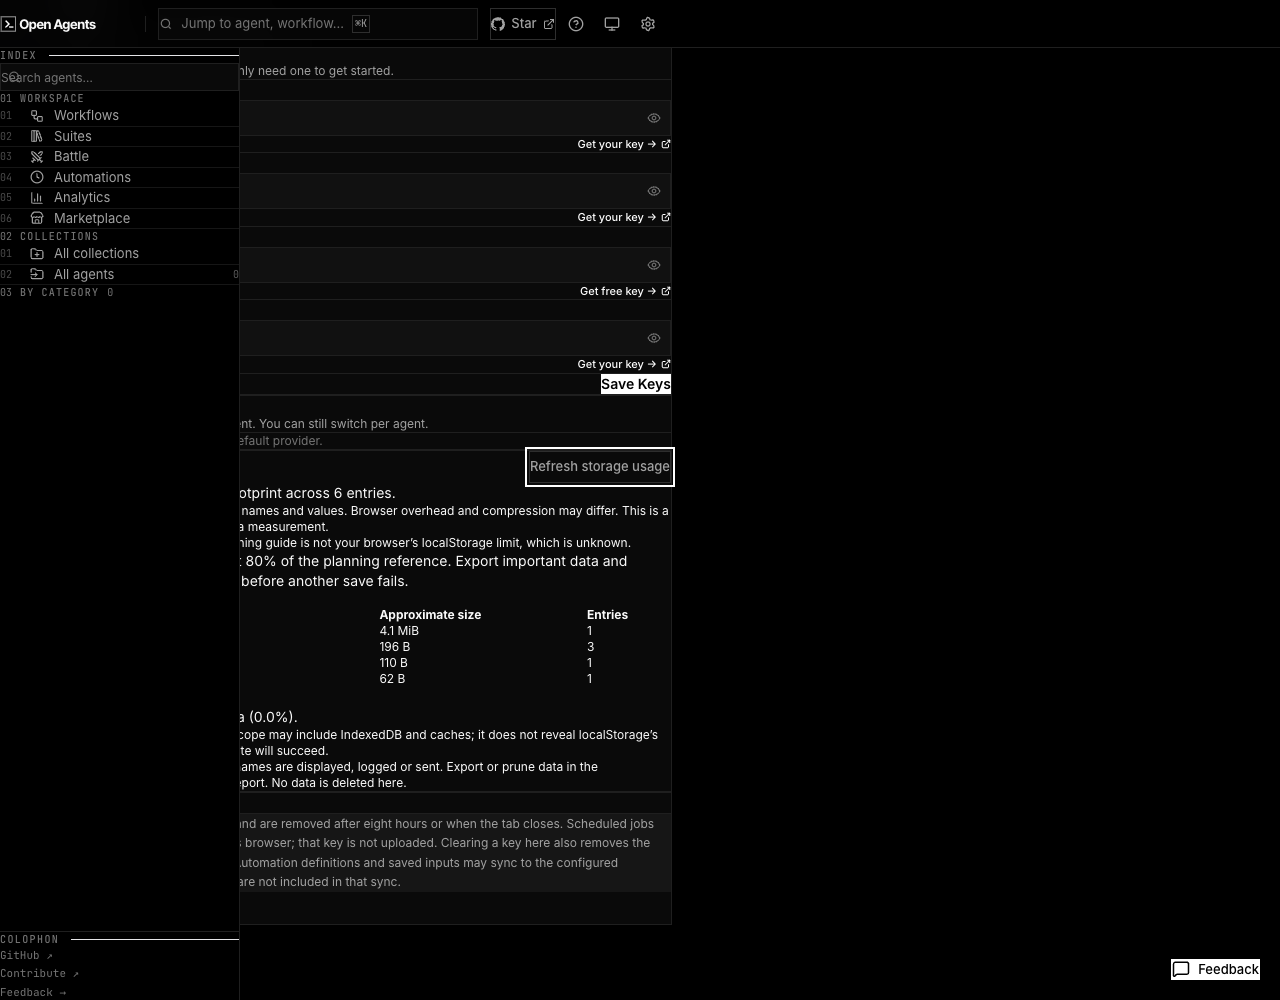 Open Agents
Jump to agent, workflow... ⌘K
Star
INDEX
Search agents...
01 WORKSPACE
01 Workflows
02 Suites
03 Battle
04 Automations
05 Analytics
06 Marketplace
02 COLLECTIONS
01 All collections
02 All agents 0
03 BY CATEGORY 0
COLOPHON
GitHub ↗
Contribute ↗
Feedback →
nly need one to get started.
Get your key →
Get your key →
Get free key →
Get your key →
Save Keys
ent. You can still switch per agent.
efault provider.
Refresh storage usage
otprint across 6 entries.
names and values. Browser overhead and compression may differ. This is a
a measurement.
ning guide is not your browser’s localStorage limit, which is unknown.
t 80% of the planning reference. Export important data and
before another save fails.
Approximate size Entries
4.1 MiB 1
196 B 3
110 B 1
62 B 1
a (0.0%).
cope may include IndexedDB and caches; it does not reveal localStorage’s
te will succeed.
ames are displayed, logged or sent. Export or prune data in the
eport. No data is deleted here.
and are removed after eight hours or when the tab closes. Scheduled jobs
s browser; that key is not uploaded. Clearing a key here also removes the
utomation definitions and saved inputs may sync to the configured
are not included in that sync.
Feedback